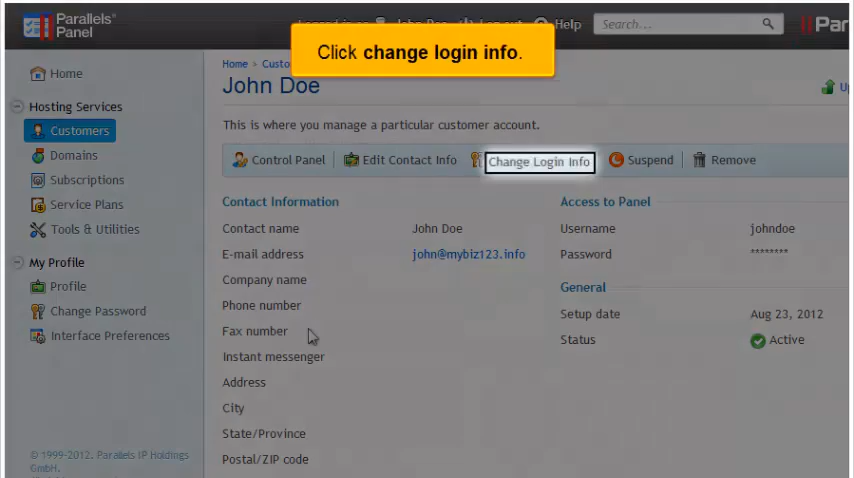 Parallels® Panel
Help
Search...
Click change login info.
Home
Home > Custo
John Doe
Hosting Services
Customers
Domains
Subscriptions
Service Plans
Tools & Utilities
My Profile
Profile
Change Password
Interface Preferences
© 1999-2012. Parallels IP Holdings
GmbH.
This is where you manage a particular customer account.
Control Panel
Edit Contact Info
Change Login Info
Suspend
Remove
Contact Information
Contact name John Doe
E-mail address john@mybiz123.info
Company name
Phone number
Fax number
Instant messenger
Address
City
State/Province
Postal/ZIP code
Access to Panel
Username johndoe
Password ********
General
Setup date Aug 23, 2012
Status Active